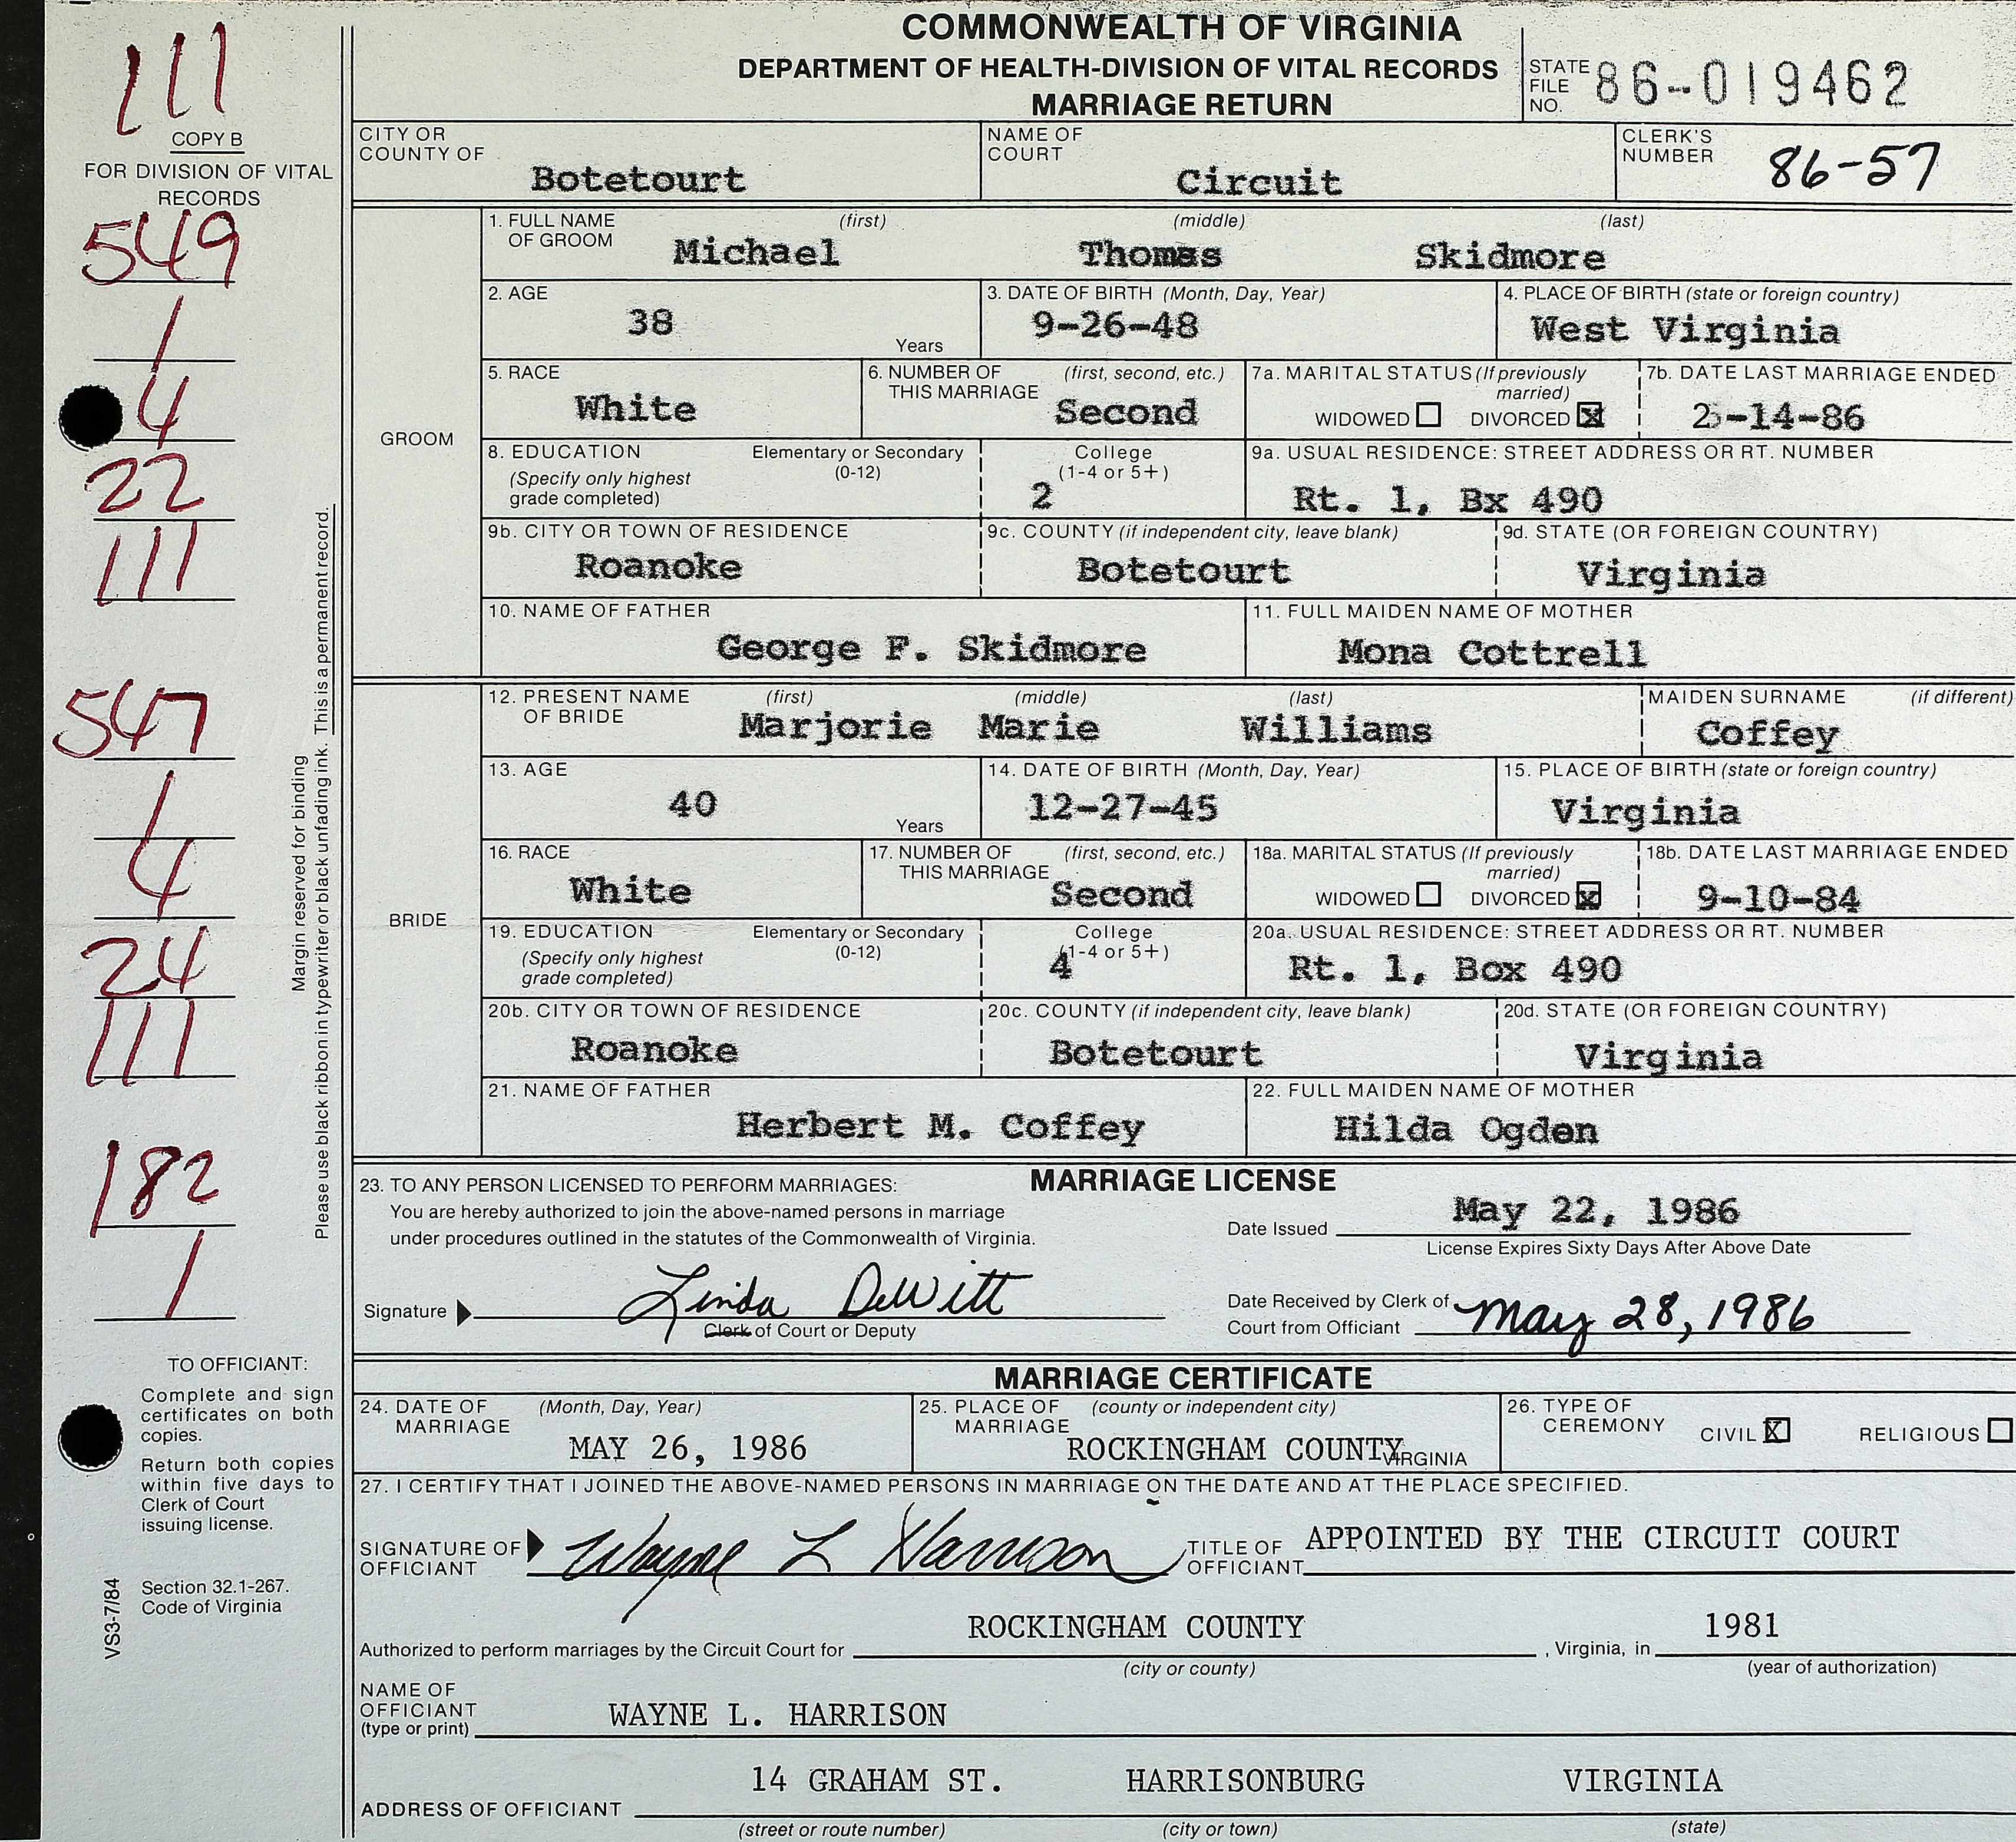 COMMONWEALTH OF VIRGINIA
DEPARTMENT OF HEALTH-DIVISION OF VITAL RECORDS
MARRIAGE RETURN
STATE FILE NO. 86-019462
111
COPY B
FOR DIVISION OF VITAL RECORDS
CITY OR COUNTY OF Botetourt
NAME OF COURT Circuit
CLERK'S NUMBER 86-57
549
1
4
22
111
547
1
4
24
111
182
1
Margin reserved for binding
Please use black ribbon in typewriter or black unfading ink. This is a permanent record.
GROOM
1. FULL NAME OF GROOM (first) (middle) (last)
Michael Thomas Skidmore
2. AGE 38 Years
3. DATE OF BIRTH (Month, Day, Year) 9-26-48
4. PLACE OF BIRTH (state or foreign country) West Virginia
5. RACE White
6. NUMBER OF THIS MARRIAGE (first, second, etc.) Second
7a. MARITAL STATUS (If previously married) WIDOWED DIVORCED X
7b. DATE LAST MARRIAGE ENDED -14-86
8. EDUCATION (Specify only highest grade completed) Elementary or Secondary (0-12) College (1-4 or 5+) 2
9a. USUAL RESIDENCE: STREET ADDRESS OR RT. NUMBER Rt. 1, Bx 490
9b. CITY OR TOWN OF RESIDENCE Roanoke
9c. COUNTY (if independent city, leave blank) Botetourt
9d. STATE (OR FOREIGN COUNTRY) Virginia
10. NAME OF FATHER George F. Skidmore
11. FULL MAIDEN NAME OF MOTHER Mona Cottrell
BRIDE
12. PRESENT NAME OF BRIDE (first) (middle) (last) Marjorie Marie Williams
MAIDEN SURNAME (if different) Coffey
13. AGE 40 Years
14. DATE OF BIRTH (Month, Day, Year) 12-27-45
15. PLACE OF BIRTH (state or foreign country) Virginia
16. RACE White
17. NUMBER OF THIS MARRIAGE (first, second, etc.) Second
18a. MARITAL STATUS (If previously married) WIDOWED DIVORCED X
18b. DATE LAST MARRIAGE ENDED 9-10-84
19. EDUCATION (Specify only highest grade completed) Elementary or Secondary (0-12) College (1-4 or 5+) 4
20a. USUAL RESIDENCE: STREET ADDRESS OR RT. NUMBER Rt. 1, Box 490
20b. CITY OR TOWN OF RESIDENCE Roanoke
20c. COUNTY (if independent city, leave blank) Botetourt
20d. STATE (OR FOREIGN COUNTRY) Virginia
21. NAME OF FATHER Herbert M. Coffey
22. FULL MAIDEN NAME OF MOTHER Hilda Ogden
MARRIAGE LICENSE
23. TO ANY PERSON LICENSED TO PERFORM MARRIAGES:
You are hereby authorized to join the above-named persons in marriage
under procedures outlined in the statutes of the Commonwealth of Virginia.
Date Issued May 22, 1986
License Expires Sixty Days After Above Date
Signature Linda DeWitt
Clerk of Court or Deputy
Date Received by Clerk of Court from Officiant May 28, 1986
MARRIAGE CERTIFICATE
24. DATE OF MARRIAGE (Month, Day, Year) MAY 26, 1986
25. PLACE OF MARRIAGE (county or independent city) ROCKINGHAM COUNTY VIRGINIA
26. TYPE OF CEREMONY CIVIL X RELIGIOUS
27. I CERTIFY THAT I JOINED THE ABOVE-NAMED PERSONS IN MARRIAGE ON THE DATE AND AT THE PLACE SPECIFIED.
SIGNATURE OF OFFICIANT Wayne L Harrison
TITLE OF OFFICIANT APPOINTED BY THE CIRCUIT COURT
Authorized to perform marriages by the Circuit Court for ROCKINGHAM COUNTY, Virginia, in 1981
(city or county) (year of authorization)
NAME OF OFFICIANT (type or print) WAYNE L. HARRISON
ADDRESS OF OFFICIANT 14 GRAHAM ST. HARRISONBURG VIRGINIA
(street or route number) (city or town) (state)
TO OFFICIANT:
Complete and sign
certificates on both
copies.
Return both copies
within five days to
Clerk of Court
issuing license.
Section 32.1-267.
Code of Virginia
VS3-7/84